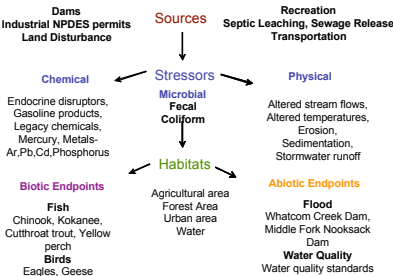 Dams
Industrial NPDES permits
Land Disturbance
Sources
Recreation
Septic Leaching, Sewage Release
Transportation
Chemical
Endocrine disruptors,
Gasoline products,
Legacy chemicals,
Mercury, Metals-
Ar,Pb,Cd,Phosphorus
Stressors
Microbial
Fecal
Coliform
Physical
Altered stream flows,
Altered temperatures,
Erosion,
Sedimentation,
Stormwater runoff
Habitats
Agricultural area
Forest Area
Urban area
Water
Biotic Endpoints
Fish
Chinook, Kokanee,
Cutthroat trout, Yellow
perch
Birds
Eagles, Geese
Abiotic Endpoints
Flood
Whatcom Creek Dam,
Middle Fork Nooksack
Dam
Water Quality
Water quality standards